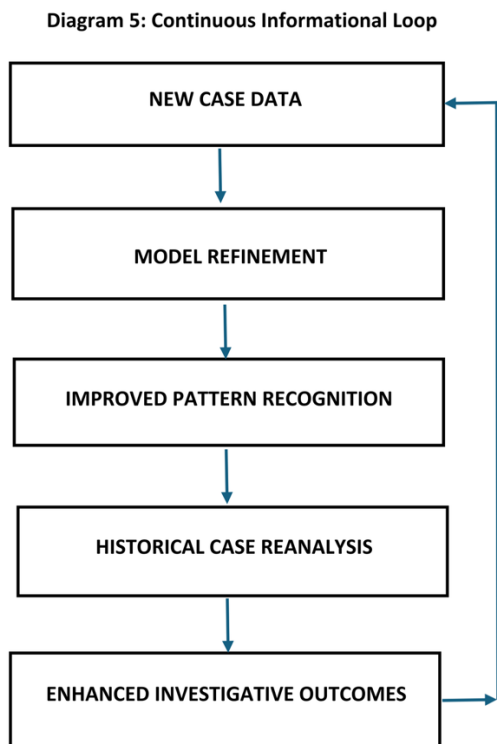 Diagram 5: Continuous Informational Loop
NEW CASE DATA
MODEL REFINEMENT
IMPROVED PATTERN RECOGNITION
HISTORICAL CASE REANALYSIS
ENHANCED INVESTIGATIVE OUTCOMES